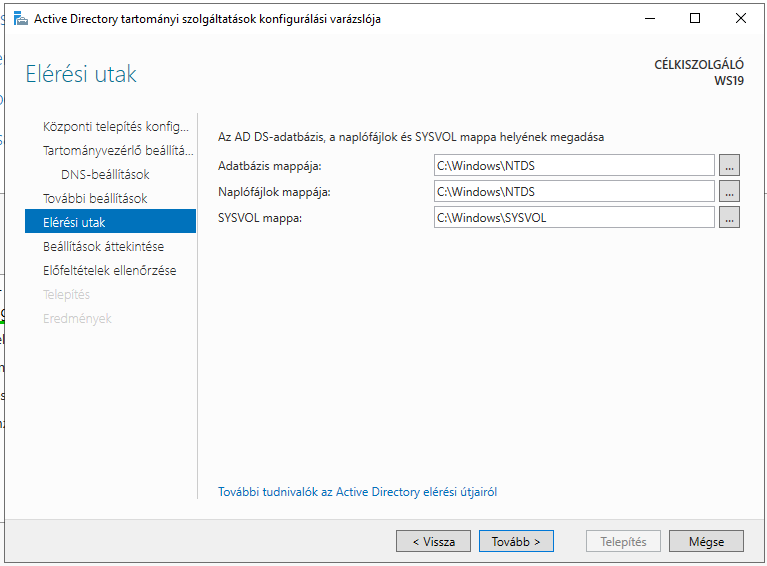 Active Directory tartományi szolgáltatások konfigurálási varázslója
Elérési utak
CÉLKISZOLGÁLÓ
WS19
Központi telepítés konfig...
Tartományvezérlő beállítá...
DNS-beállítások
További beállítások
Elérési utak
Beállítások áttekintése
Előfeltételek ellenőrzése
Telepítés
Eredmények
Az AD DS-adatbázis, a naplófájlok és SYSVOL mappa helyének megadása
Adatbázis mappája: C:\Windows\NTDS ...
Naplófájlok mappája: C:\Windows\NTDS ...
SYSVOL mappa: C:\Windows\SYSVOL ...
További tudnivalók az Active Directory elérési útjairól
< Vissza Tovább > Telepítés Mégse